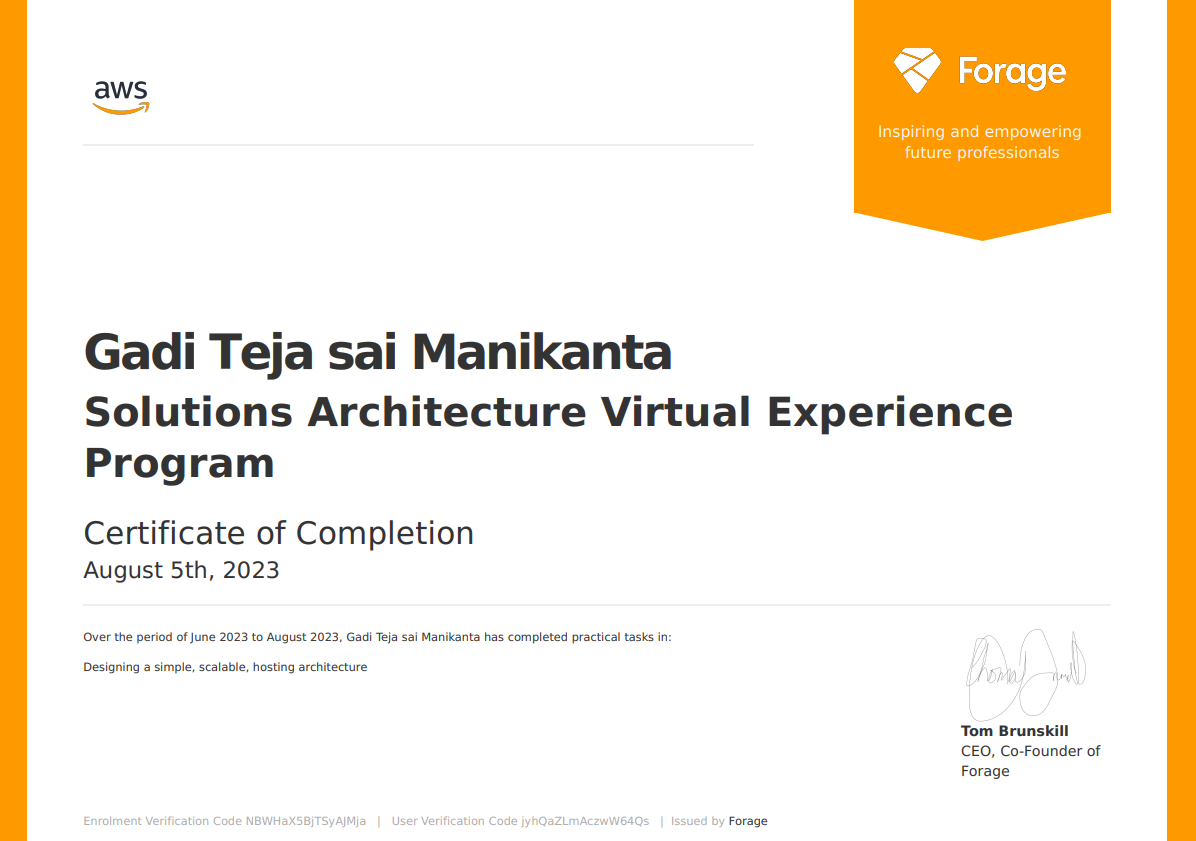 aws
Forage
Inspiring and empowering
future professionals
Gadi Teja sai Manikanta
Solutions Architecture Virtual Experience
Program
Certificate of Completion
August 5th, 2023
Over the period of June 2023 to August 2023, Gadi Teja sai Manikanta has completed practical tasks in:
Designing a simple, scalable, hosting architecture
Tom Brunskill
CEO, Co-Founder of
Forage
Enrolment Verification Code NBWHaX5BjTSyAJMja | User Verification Code jyhQaZLmAczwW64Qs | Issued by Forage